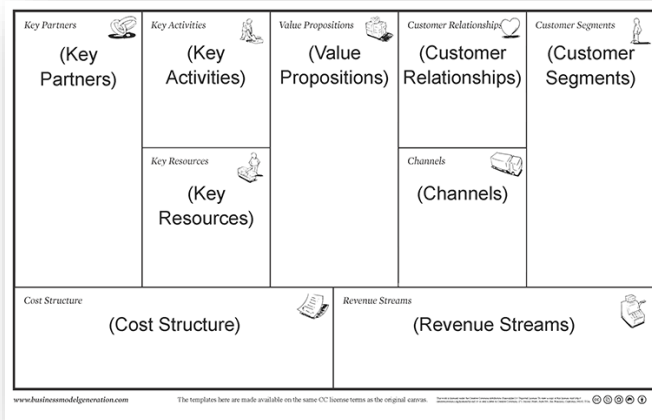 Key Partners
(Key
Partners)
Key Activities
(Key
Activities)
Value Propositions
(Value
Propositions)
Customer Relationships
(Customer
Relationships)
Customer Segments
(Customer
Segments)
Key Resources
(Key
Resources)
Channels
(Channels)
Cost Structure
(Cost Structure)
Revenue Streams
(Revenue Streams)
www.businessmodelgeneration.com
The templates here are made available on the same CC license terms as the original canvas.